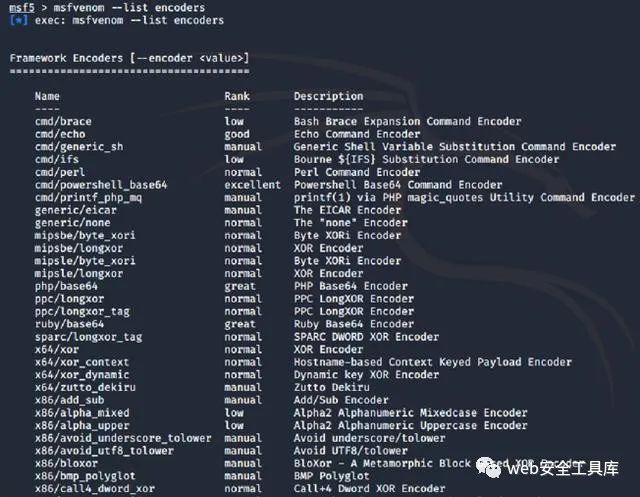 msf5 > msfvenom --list encoders
[*] exec: msfvenom --list encoders
Framework Encoders [--encoder <value>]
======================================
Name Rank Description
---- ---- -----------
cmd/brace low Bash Brace Expansion Command Encoder
cmd/echo good Echo Command Encoder
cmd/generic_sh manual Generic Shell Variable Substitution Command Encoder
cmd/ifs low Bourne ${IFS} Substitution Command Encoder
cmd/perl normal Perl Command Encoder
cmd/powershell_base64 excellent Powershell Base64 Command Encoder
cmd/printf_php_mq manual printf(1) via PHP magic_quotes Utility Command Encoder
generic/eicar manual The EICAR Encoder
generic/none normal The "none" Encoder
mipsbe/byte_xori normal Byte XORi Encoder
mipsbe/longxor normal XOR Encoder
mipsle/byte_xori normal Byte XORi Encoder
mipsle/longxor normal XOR Encoder
php/base64 great PHP Base64 Encoder
ppc/longxor normal PPC LongXOR Encoder
ppc/longxor_tag normal PPC LongXOR Encoder
ruby/base64 great Ruby Base64 Encoder
sparc/longxor_tag normal SPARC DWORD XOR Encoder
x64/xor normal XOR Encoder
x64/xor_context normal Hostname-based Context Keyed Payload Encoder
x64/xor_dynamic normal Dynamic key XOR Encoder
x64/zutto_dekiru manual Zutto Dekiru
x86/add_sub manual Add/Sub Encoder
x86/alpha_mixed low Alpha2 Alphanumeric Mixedcase Encoder
x86/alpha_upper low Alpha2 Alphanumeric Uppercase Encoder
x86/avoid_underscore_tolower manual Avoid underscore/tolower
x86/avoid_utf8_tolower manual Avoid UTF8/tolower
x86/bloxor manual BloXor - A Metamorphic Block Based XOR Encoder
x86/bmp_polyglot manual BMP Polyglot
x86/call4_dword_xor normal Call+4 Dword XOR Encoder
web安全工具库